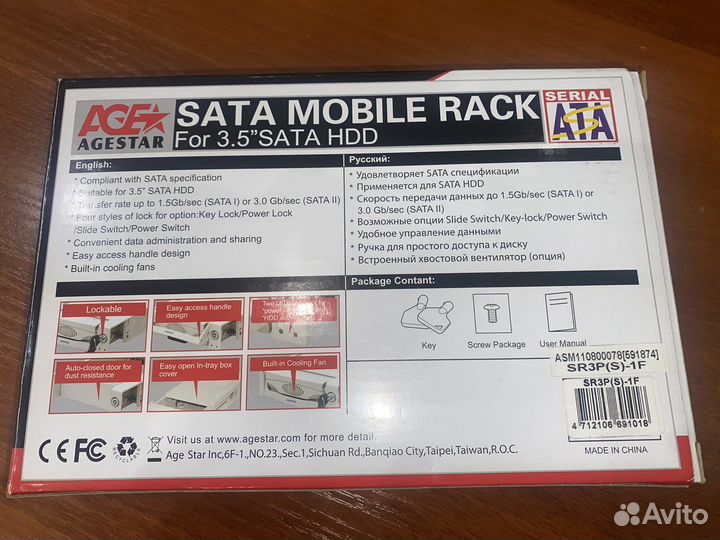 AGE
AGESTAR
SATA MOBILE RACK
For 3.5"SATA HDD
SERIAL
ATA
English:
* Compliant with SATA specification
* Suitable for 3.5" SATA HDD
* Transfer rate up to 1.5Gb/sec (SATA I) or 3.0 Gb/sec (SATA II)
* Four styles of lock for option:Key Lock/Power Lock
/Slide Switch/Power Switch
* Convenient data administration and sharing
* Easy access handle design
* Built-in cooling fans
Русский:
* Удовлетворяет SATA спецификации
* Применяется для SATA HDD
* Скорость передачи данных до 1.5Gb/sec (SATA I) or
3.0 Gb/sec (SATA II)
* Возможные опции Slide Switch/Key-lock/Power Switch
* Удобное управление данными
* Ручка для простого доступа к диску
* Встроенный хвостовой вентилятор (опция)
Lockable
Easy access handle
design
Two LEDs
"power
"HDD
Auto-closed door for
dust resistance
Easy open In-tray box
cover
Built-in Cooling Fan
Package Contant:
Key
Screw Package
User Manual
ASM110800078[591874]
SR3P(S)-1F
SR3P(S)-1F
4 712106 891018
MADE IN CHINA
FC CE
RECYCLABLE
Visit us at www.agestar.com for more detail.
Age Star Inc,6F-1.,NO.23.,Sec.1,Sichuan Rd.,Banqiao City,Taipei,Taiwan,R.O.C.
Avito